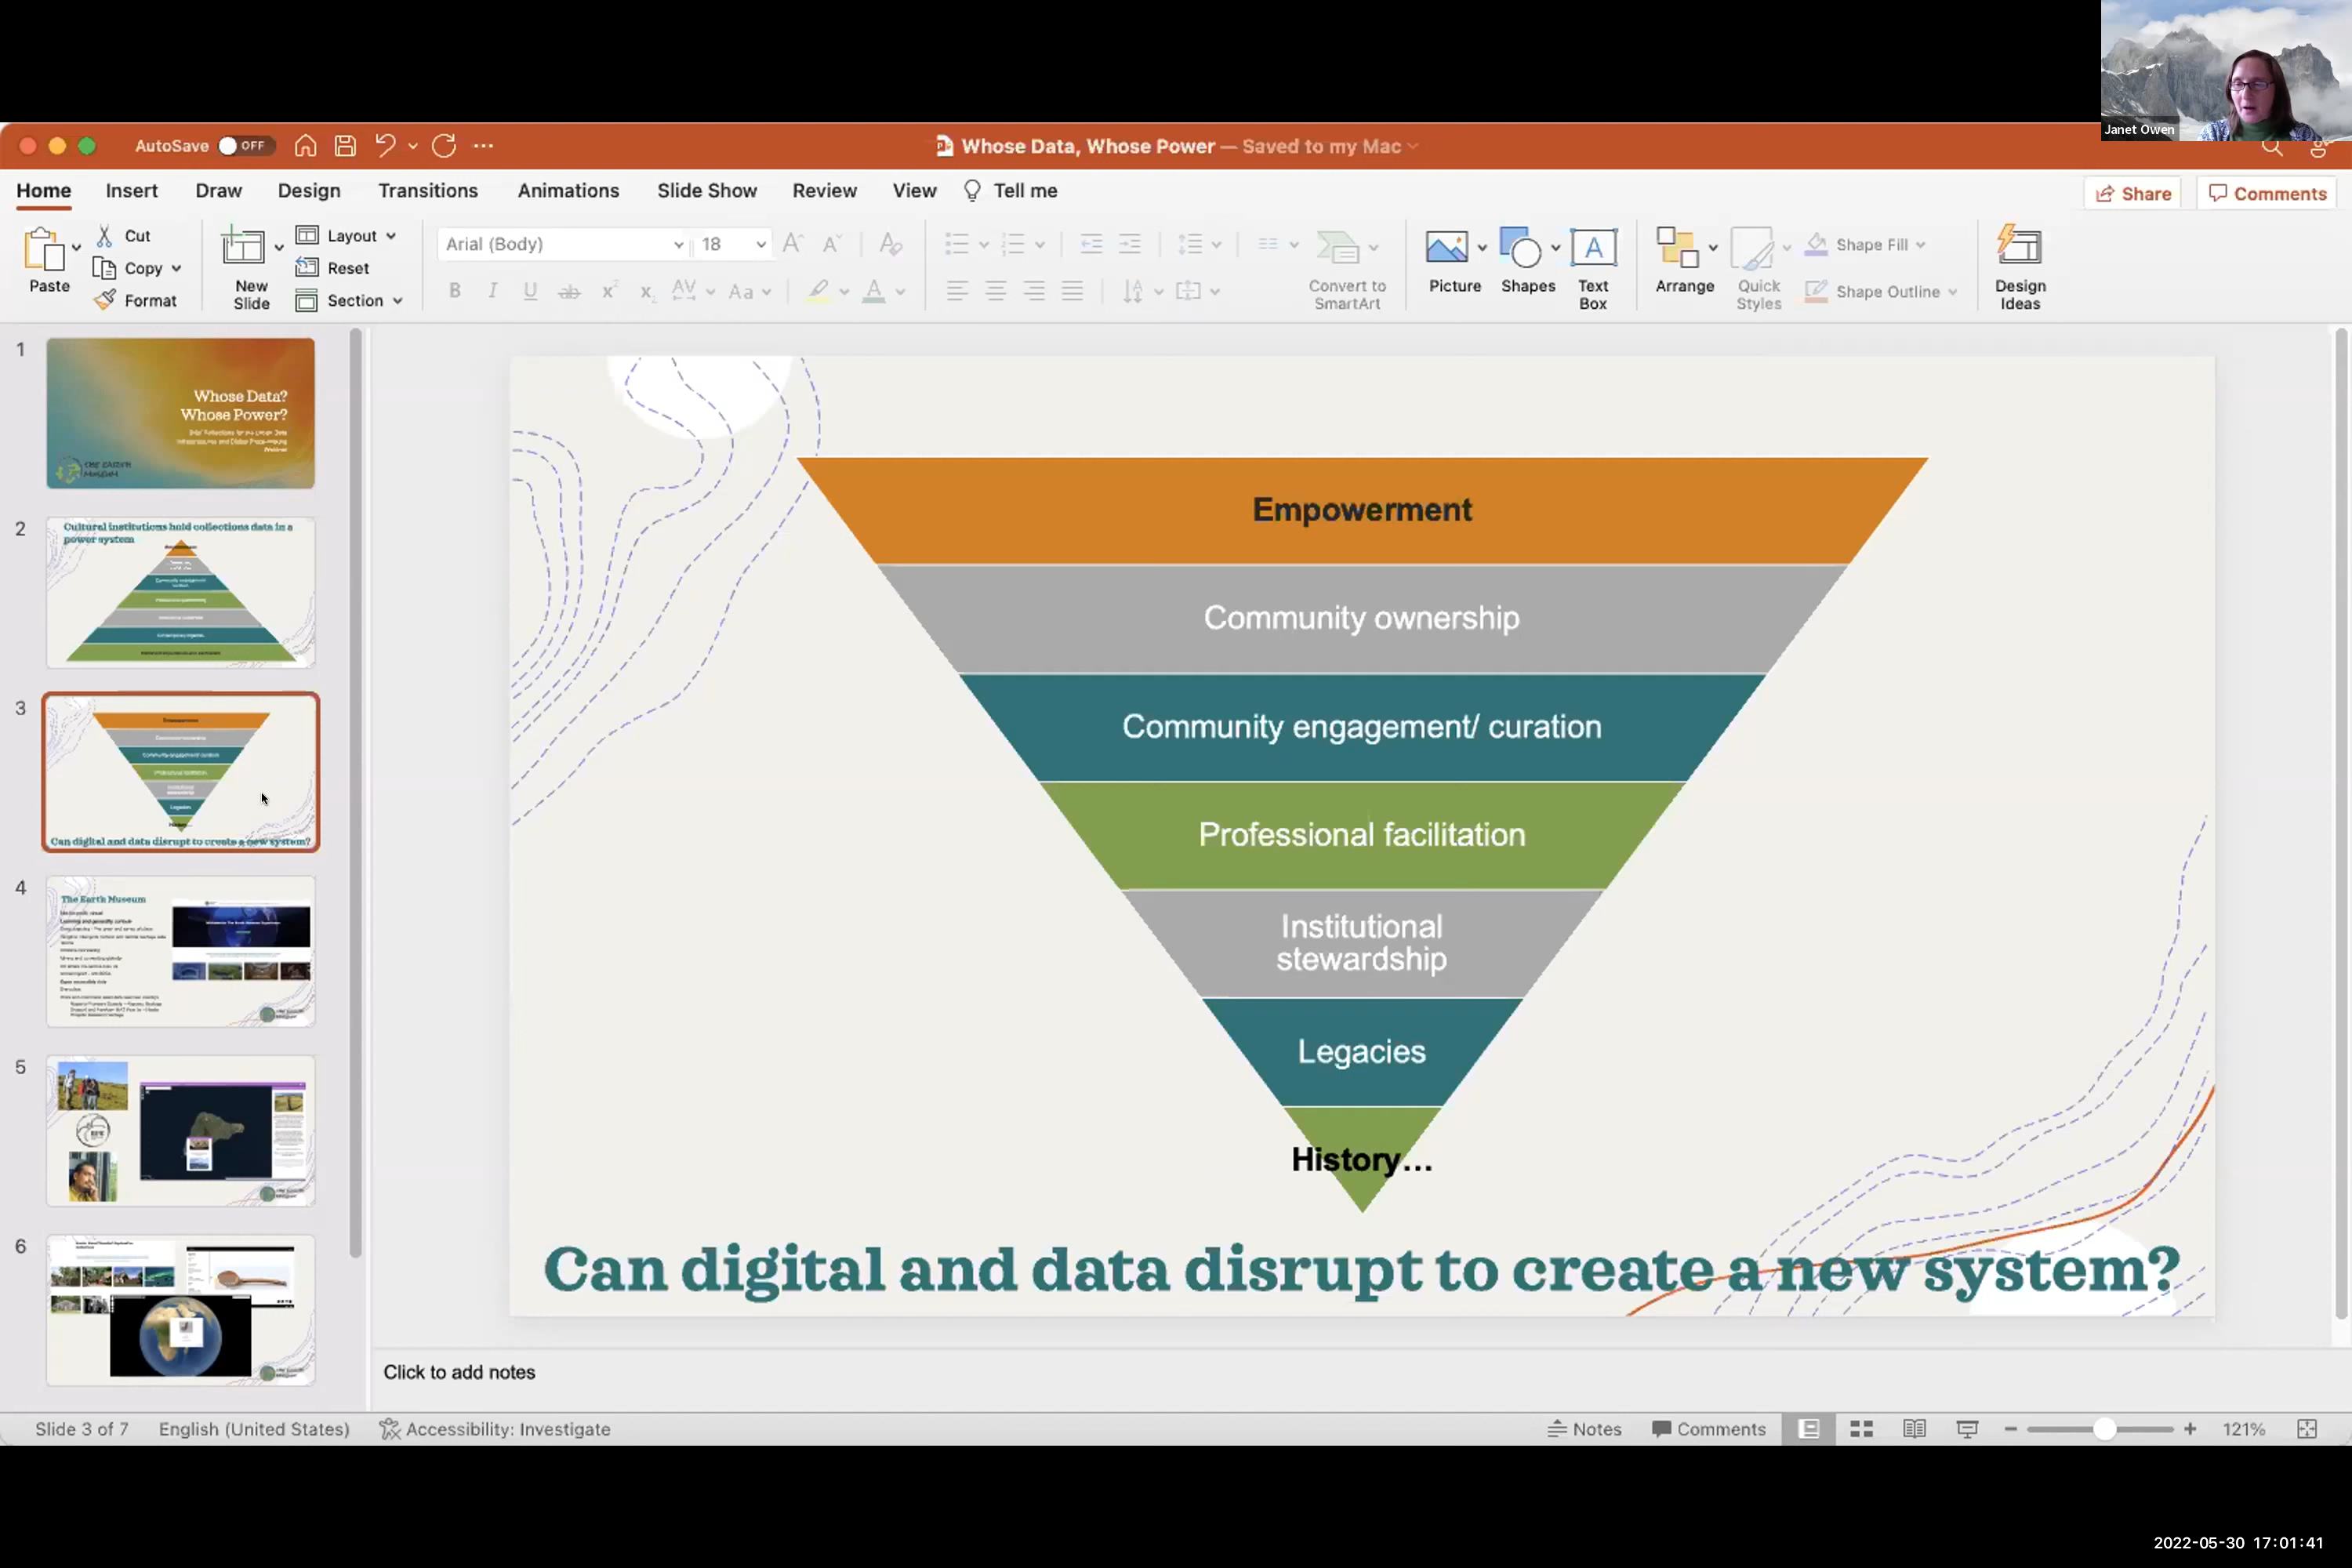 Janet Owen
AutoSave OFF
Whose Data, Whose Power — Saved to my Mac
Home Insert Draw Design Transitions Animations Slide Show Review View Tell me
Share Comments
Paste
Cut
Copy
Format
New
Slide
Layout
Reset
Section
Arial (Body) 18
Convert to
SmartArt
Picture
Shapes
Text
Box
Arrange
Quick
Styles
Shape Fill
Shape Outline
Design
Ideas
1
Whose Data?
Whose Power?
2
Cultural institutions hold collections data in a
power system
3
Can digital and data disrupt to create a new system?
4
The Earth Museum
5
6
Empowerment
Community ownership
Community engagement/ curation
Professional facilitation
Institutional
stewardship
Legacies
History...
Can digital and data disrupt to create a new system?
Click to add notes
Slide 3 of 7 English (United States) Accessibility: Investigate
Notes Comments 121%
2022-05-30 17:01:41